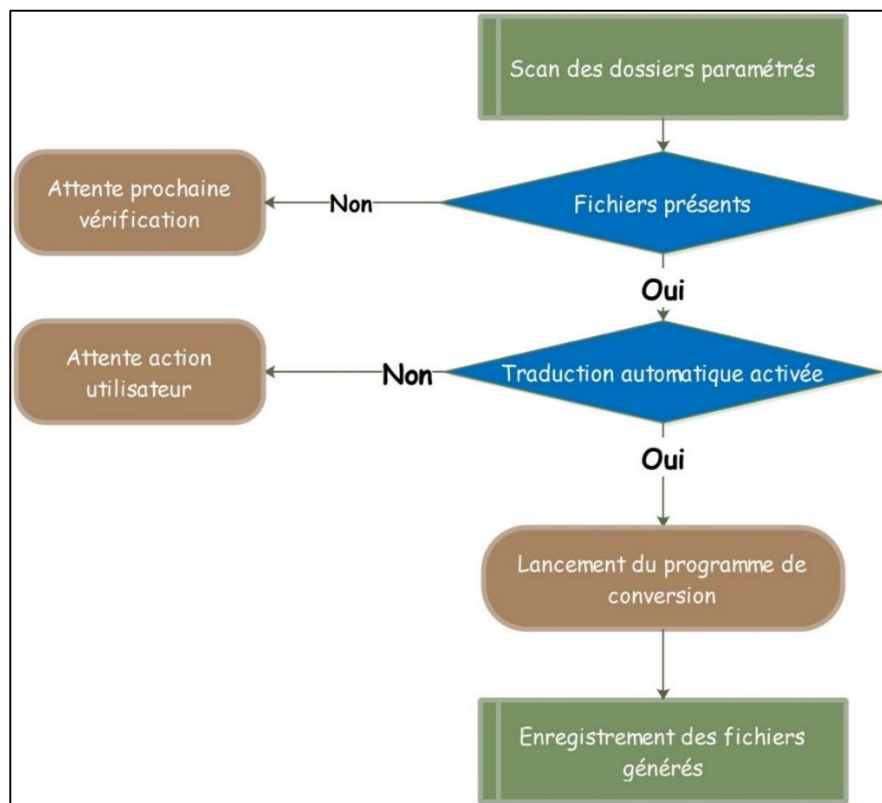 Scan des dossiers paramétrés
Attente prochaine
vérification
Non
Fichiers présents
Oui
Attente action
utilisateur
Non
Traduction automatique activée
Oui
Lancement du programme de
conversion
Enregistrement des fichiers
générés